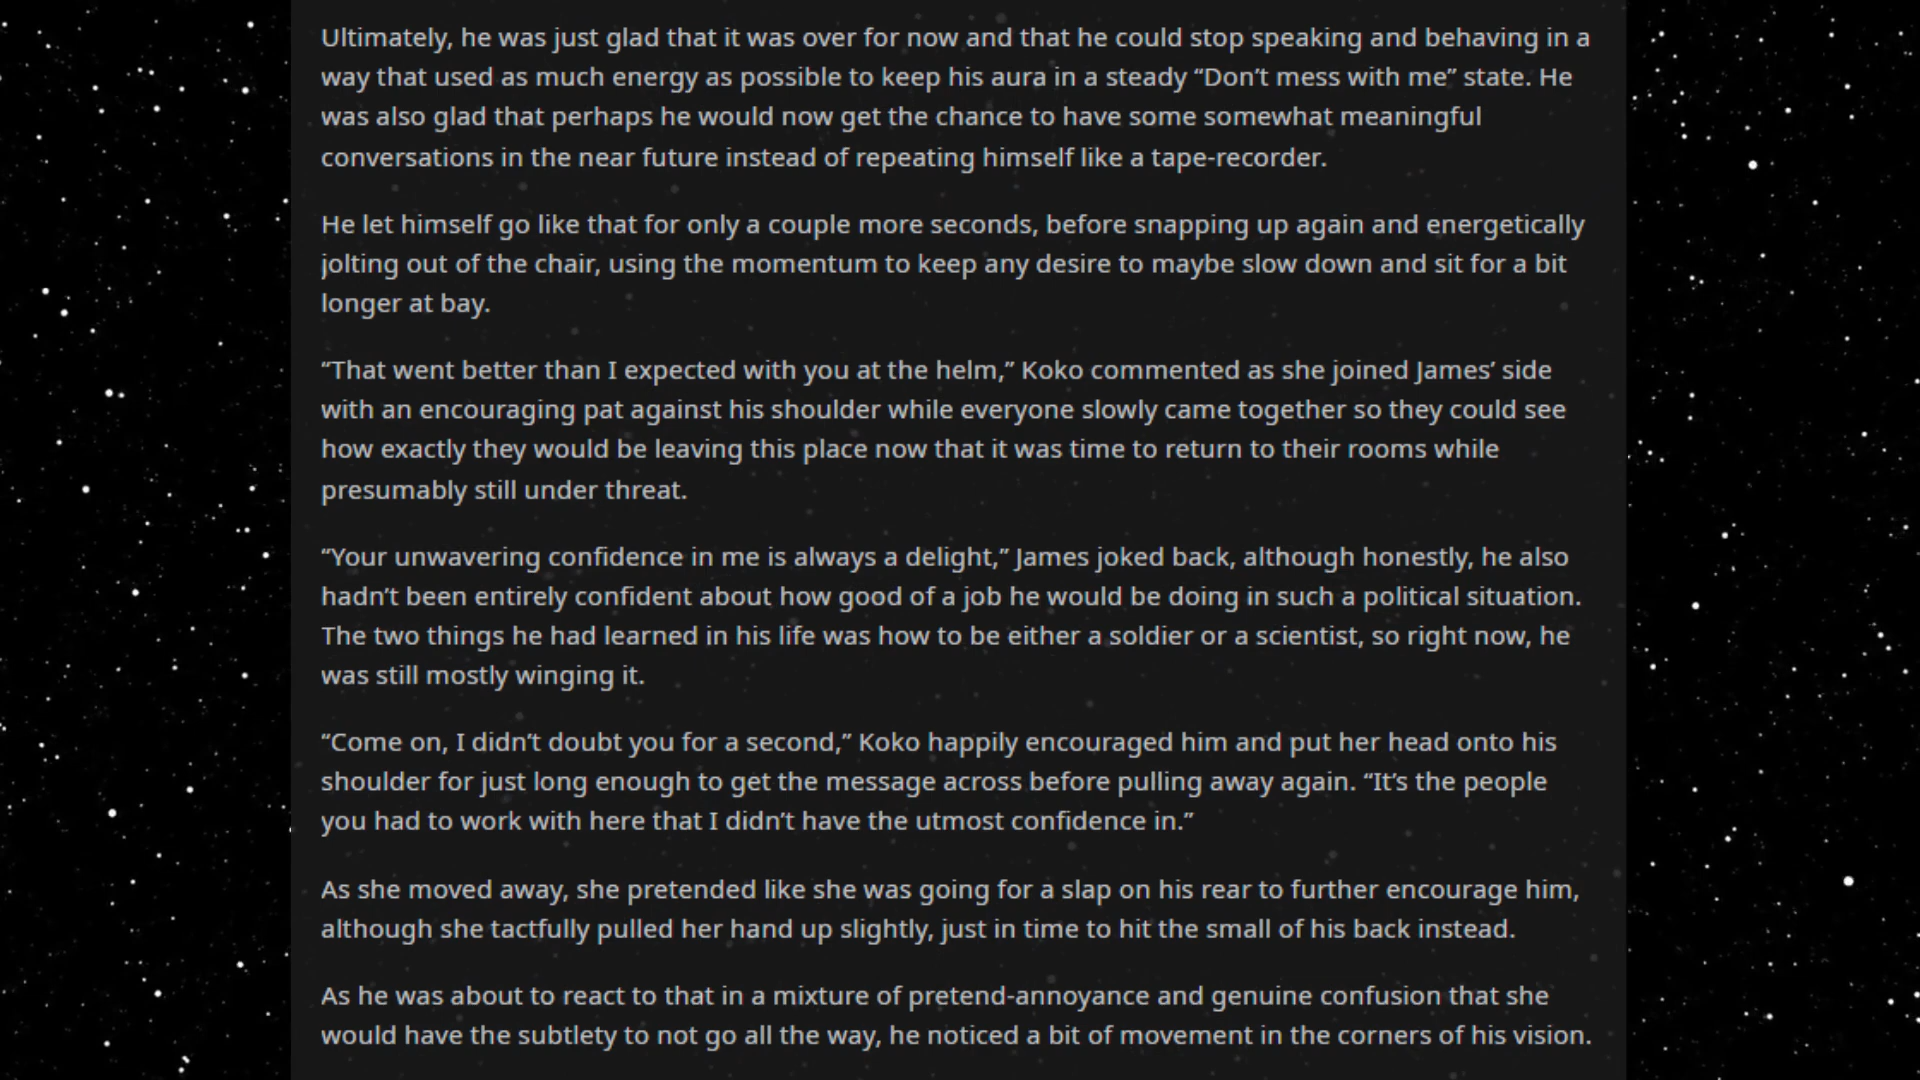 Ultimately, he was just glad that it was over for now and that he could stop speaking and behaving in a
way that used as much energy as possible to keep his aura in a steady “Don’t mess with me” state. He
was also glad that perhaps he would now get the chance to have some somewhat meaningful
conversations in the near future instead of repeating himself like a tape-recorder.
He let himself go like that for only a couple more seconds, before snapping up again and energetically
jolting out of the chair, using the momentum to keep any desire to maybe slow down and sit for a bit
longer at bay.
“That went better than I expected with you at the helm,” Koko commented as she joined James’ side
with an encouraging pat against his shoulder while everyone slowly came together so they could see
how exactly they would be leaving this place now that it was time to return to their rooms while
presumably still under threat.
“Your unwavering confidence in me is always a delight,” James joked back, although honestly, he also
hadn’t been entirely confident about how good of a job he would be doing in such a political situation.
The two things he had learned in his life was how to be either a soldier or a scientist, so right now, he
was still mostly winging it.
“Come on, I didn’t doubt you for a second,” Koko happily encouraged him and put her head onto his
shoulder for just long enough to get the message across before pulling away again. “It’s the people
you had to work with here that I didn’t have the utmost confidence in.”
As she moved away, she pretended like she was going for a slap on his rear to further encourage him,
although she tactfully pulled her hand up slightly, just in time to hit the small of his back instead.
As he was about to react to that in a mixture of pretend-annoyance and genuine confusion that she
would have the subtlety to not go all the way, he noticed a bit of movement in the corners of his vision.